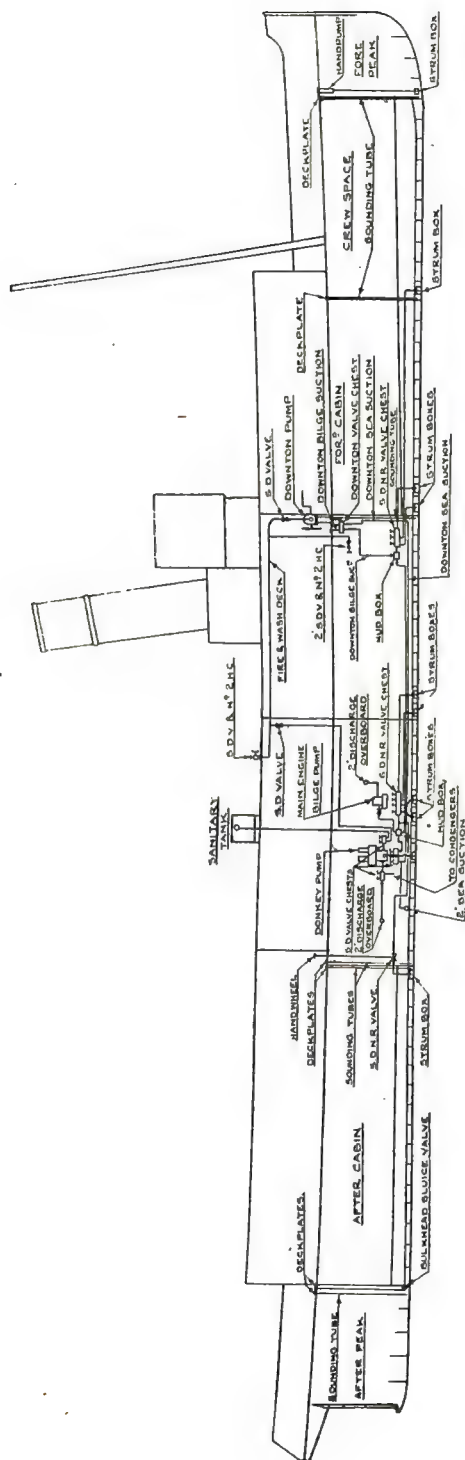 HANDPUMP
FORE
PEAK
STRUM BOX
DECKPLATE
CREW SPACE
SOUNDING TUBE
STRUM BOX
DECKPLATE
S.D VALVE
DOWNTON PUMP
DOWNTON BILGE SUCTION
FORD CABIN
DOWNTON VALVE CHEST
DOWNTON SEA SUCTION
S.D.N.R. VALVE CHEST
SOUNDING TUBE
STRUM BOXES
DOWNTON SEA SUCTION
FIRE & WASH DECK
2" S.D.V. & Nº 2 H.C
DOWNTON BILGE SUCT
MUD BOX
STRUM BOXES
S.D.V & Nº 2 H.C
S.D VALVE
MAIN ENGINE
BILGE PUMP
2" DISCHARGE
OVERBOARD
S.D.N.R. VALVE CHEST
STRUM BOXES
MUD BOX
SANITARY
TANK
DONKEY PUMP
S.D VALVE CHESTS
2" DISCHARGE
OVERBOARD
TO CONDENSERS
2" SEA SUCTION
HANDWHEEL
DECKPLATES
SOUNDING TUBES
S.D.N.R. VALVE
STRUM BOX
AFTER CABIN
DECKPLATES
BULKHEAD SLUICE VALVE
SOUNDING TUBE
AFTER PEAK